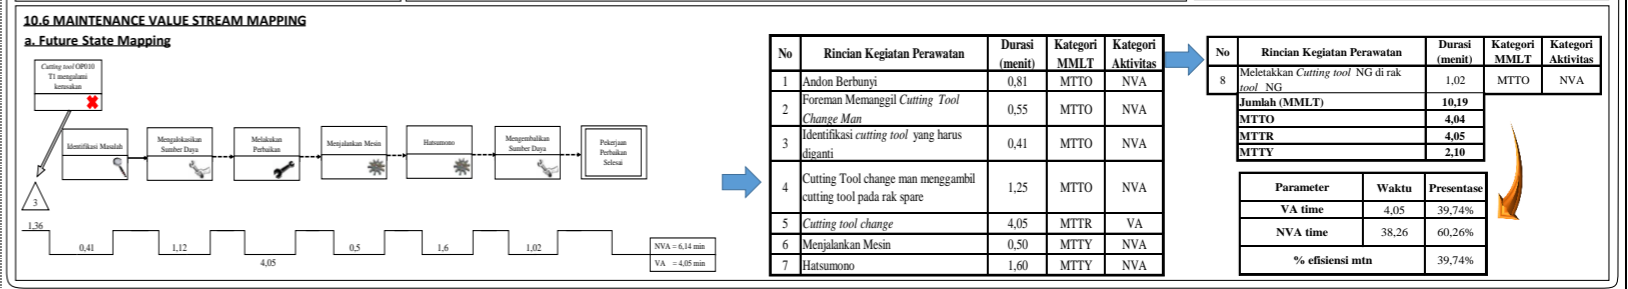 10.6 MAINTENANCE VALUE STREAM MAPPING
a. Future State Mapping
Cutting tool OP010
T1 mengalami
kerusakan
Identifikasi Masalah
Mengalokasikan
Sumber Daya
Melakukan
Perbaikan
Menjalankan Mesin
Hatsumono
Mengembalikan
Sumber Daya
Pekerjaan
Perbaikan
Selesai
3
1,36
0,41
1,12
4,05
0,5
1,6
1,02
NVA = 6,14 min
VA = 4,05 min
No Rincian Kegiatan Perawatan Durasi (menit) Kategori MMLT Kategori Aktivitas
1 Andon Berbunyi 0,81 MTTO NVA
2 Foreman Memanggil Cutting Tool Change Man 0,55 MTTO NVA
3 Identifikasi cutting tool yang harus diganti 0,41 MTTO NVA
4 Cutting Tool change man menggambil cutting tool pada rak spare 1,25 MTTO NVA
5 Cutting tool change 4,05 MTTR VA
6 Menjalankan Mesin 0,50 MTTY NVA
7 Hatsumono 1,60 MTTY NVA
No Rincian Kegiatan Perawatan Durasi (menit) Kategori MMLT Kategori Aktivitas
8 Meletakkan Cutting tool NG di rak tool NG 1,02 MTTO NVA
Jumlah (MMLT) 10,19
MTTO 4,04
MTTR 4,05
MTTY 2,10
Parameter Waktu Presentase
VA time 4,05 39,74%
NVA time 38,26 60,26%
% efisiensi mtn 39,74%